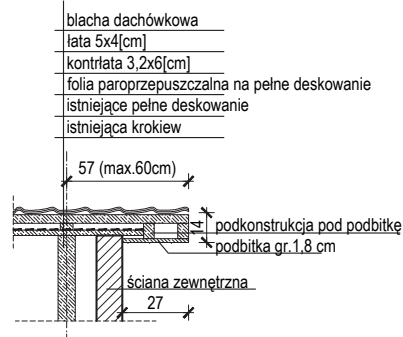 blacha dachówkowa
łata 5x4[cm]
kontrłata 3,2x6[cm]
folia paroprzepuszczalna na pełne deskowanie
istniejące pełne deskowanie
istniejąca krokiew
57 (max.60cm)
14
podkonstrukcja pod podbitkę
podbitka gr.1,8 cm
ściana zewnętrzna
27